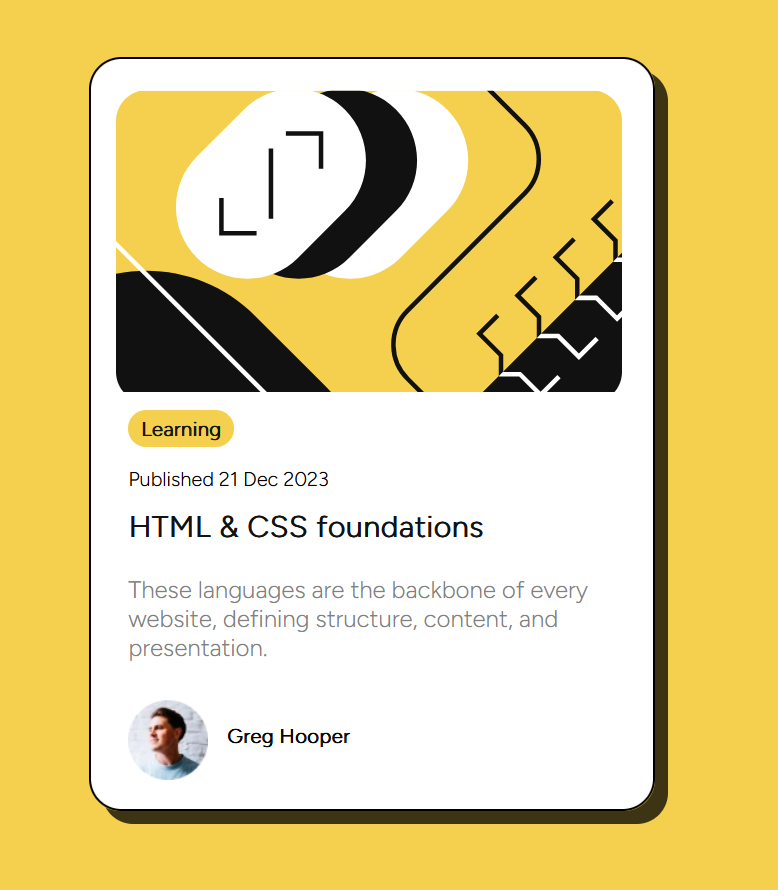 Learning
Published 21 Dec 2023
HTML & CSS foundations
These languages are the backbone of every
website, defining structure, content, and
presentation.
Greg Hooper